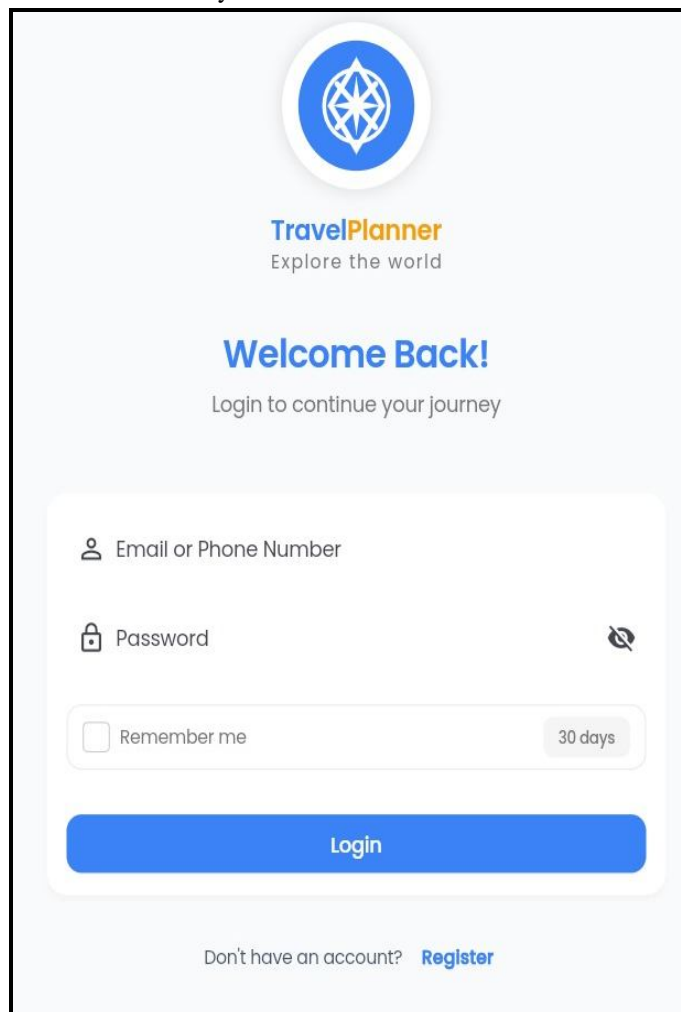 TravelPlanner
Explore the world
Welcome Back!
Login to continue your journey
Email or Phone Number
Password
Remember me 30 days
Login
Don't have an account? Register